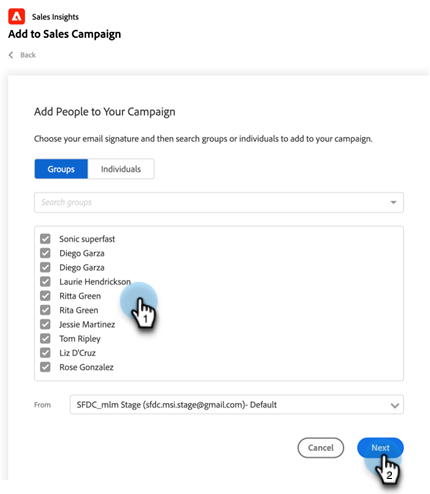 Sales Insights
Add to Sales Campaign
Back
Add People to Your Campaign
Choose your email signature and then search groups or individuals to add to your campaign.
Groups Individuals
Search groups
Sonic superfast
Diego Garza
Diego Garza
Laurie Hendrickson
Ritta Green
Rita Green
Jessie Martinez
Tom Ripley
Liz D'Cruz
Rose Gonzalez
1
From SFDC_mlm Stage (sfdc.msi.stage@gmail.com)- Default
Cancel Next
2